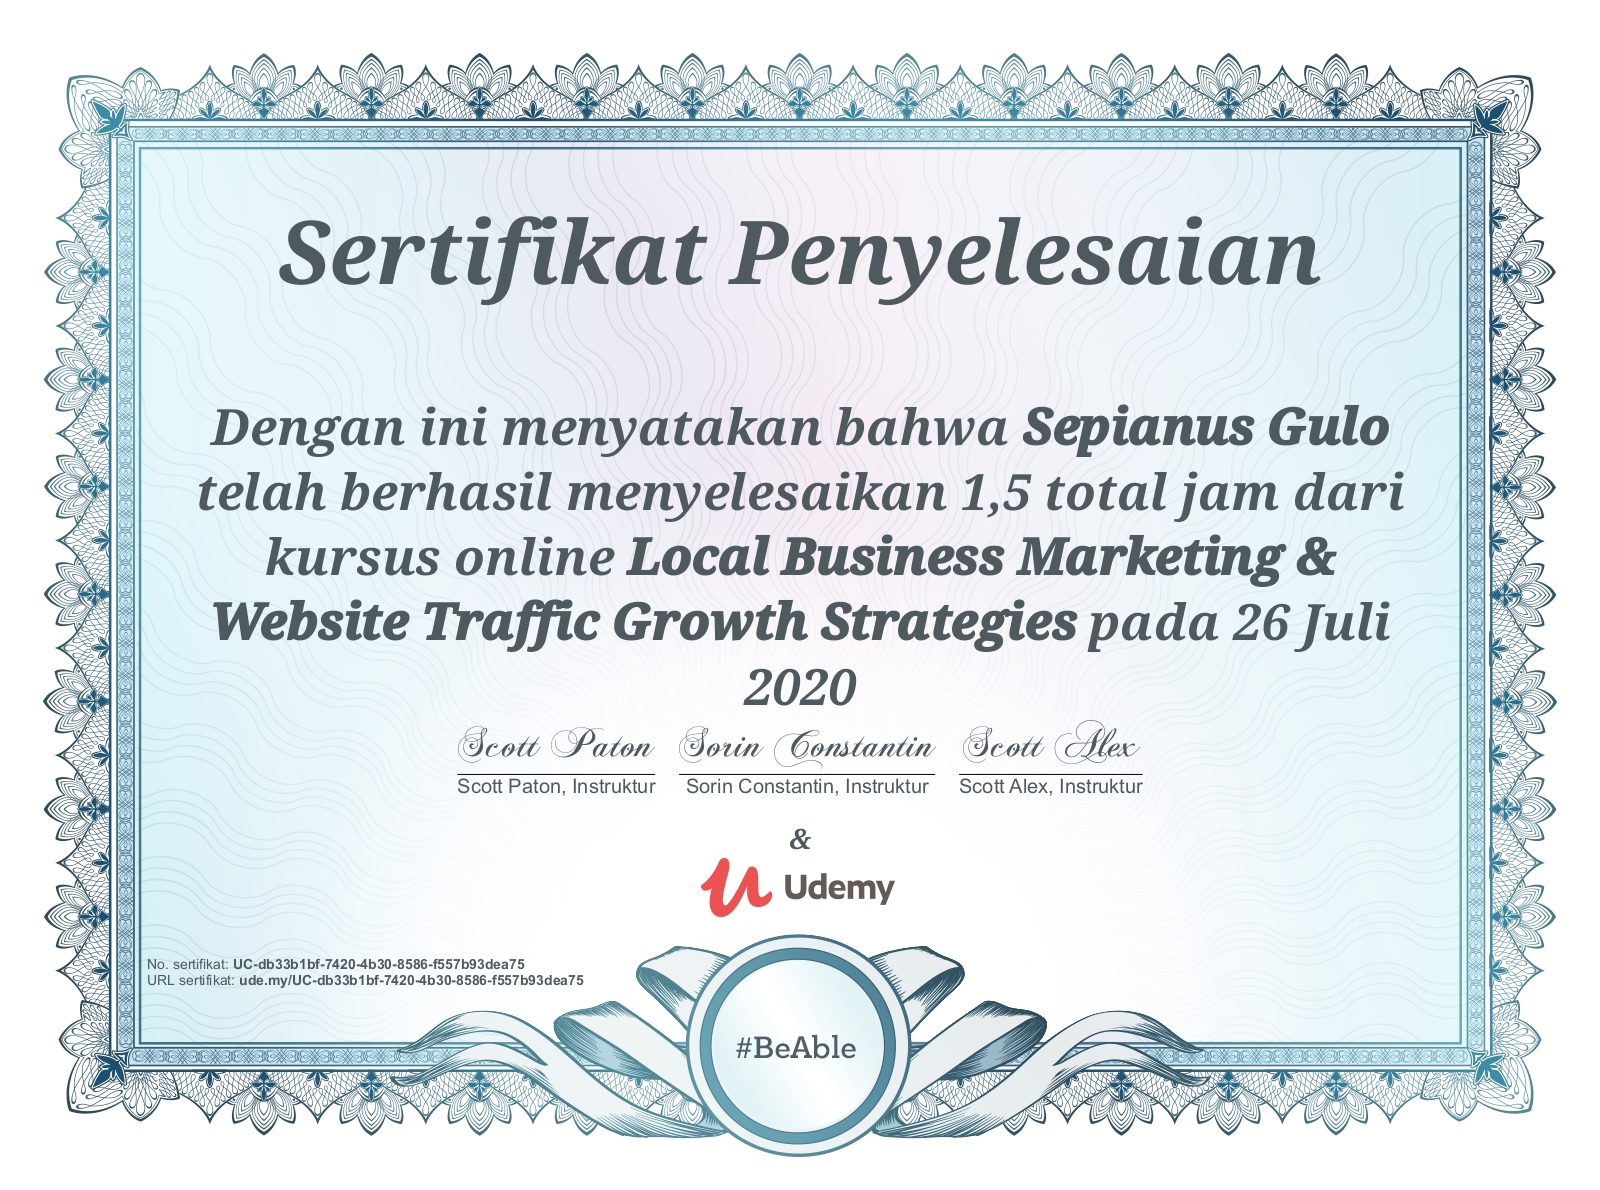 Sertifikat Penyelesaian
Dengan ini menyatakan bahwa Sepianus Gulo
telah berhasil menyelesaikan 1,5 total jam dari
kursus online Local Business Marketing &
Website Traffic Growth Strategies pada 26 Juli
2020
Scott Paton Sorin Constantin Scott Alex
Scott Paton, Instruktur Sorin Constantin, Instruktur Scott Alex, Instruktur
&
Udemy
No. sertifikat: UC-db33b1bf-7420-4b30-8586-f557b93dea75
URL sertifikat: ude.my/UC-db33b1bf-7420-4b30-8586-f557b93dea75
#BeAble